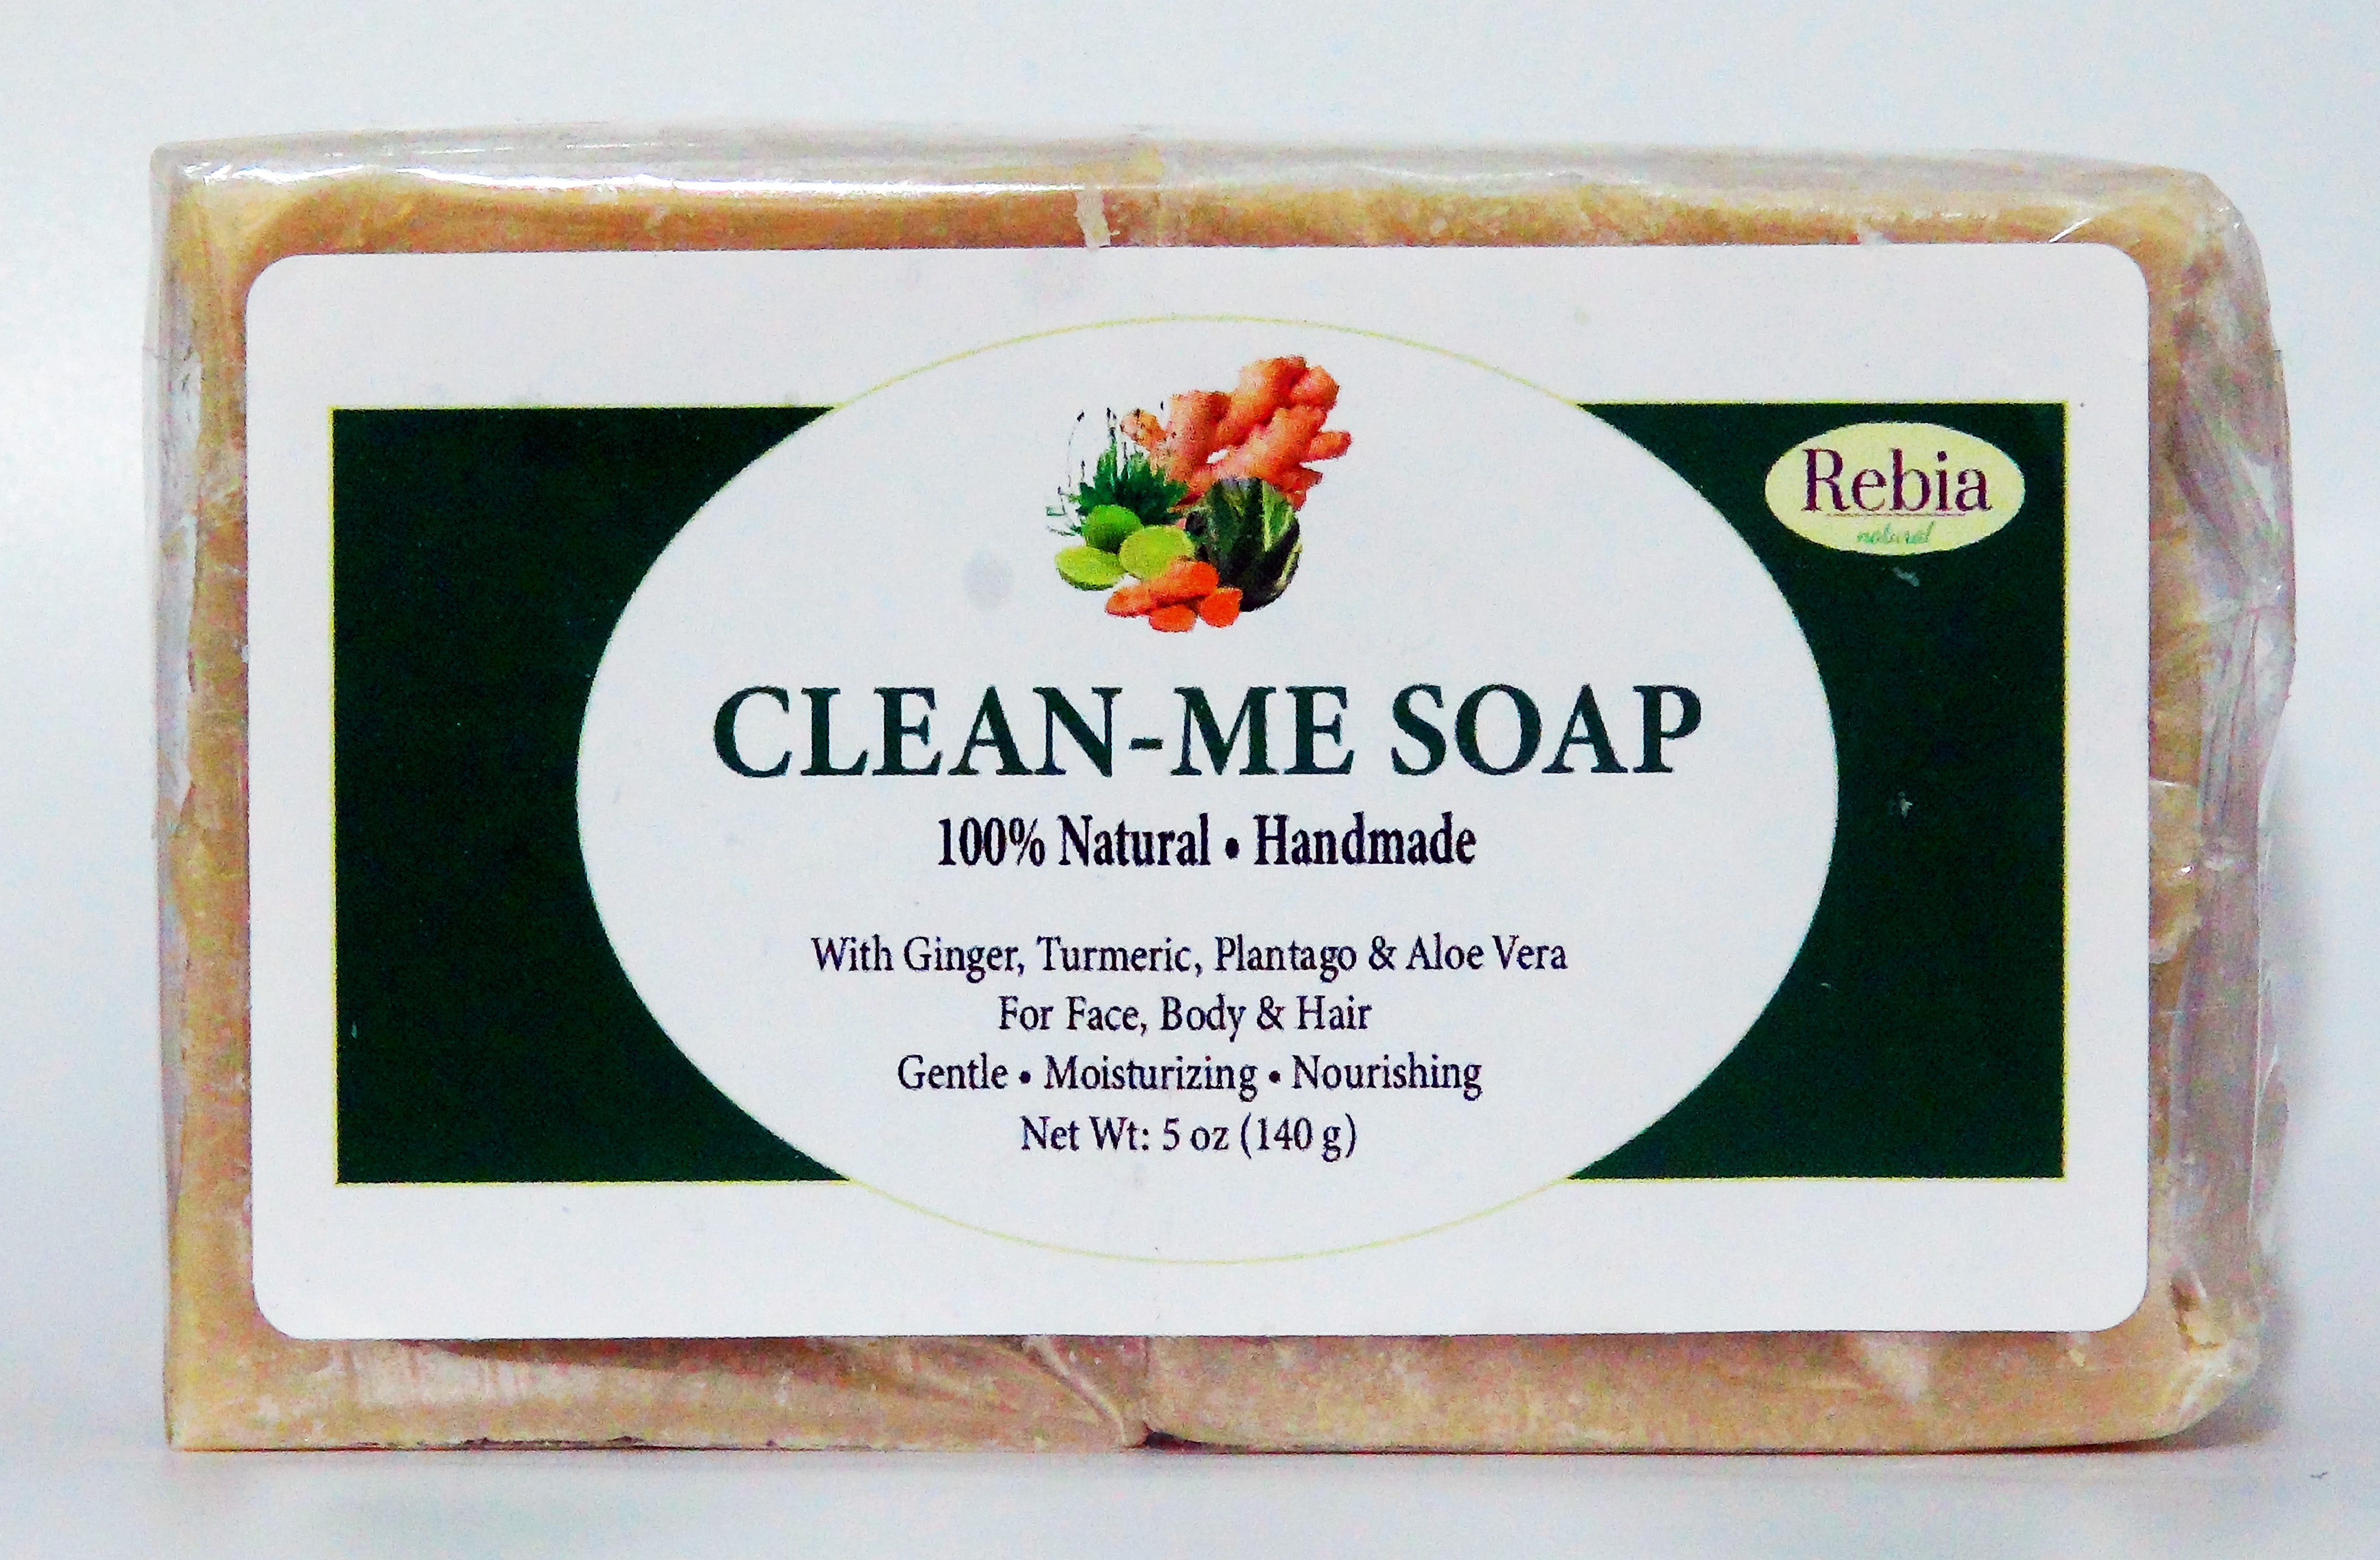 Rebia
natural
CLEAN-ME SOAP
100% Natural • Handmade
With Ginger, Turmeric, Plantago & Aloe Vera
For Face, Body & Hair
Gentle • Moisturizing • Nourishing
Net Wt: 5 oz (140 g)